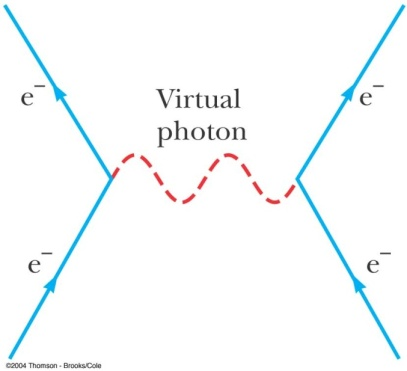 e⁻
Virtual
photon
e⁻
e⁻
e⁻
©2004 Thomson - Brooks/Cole